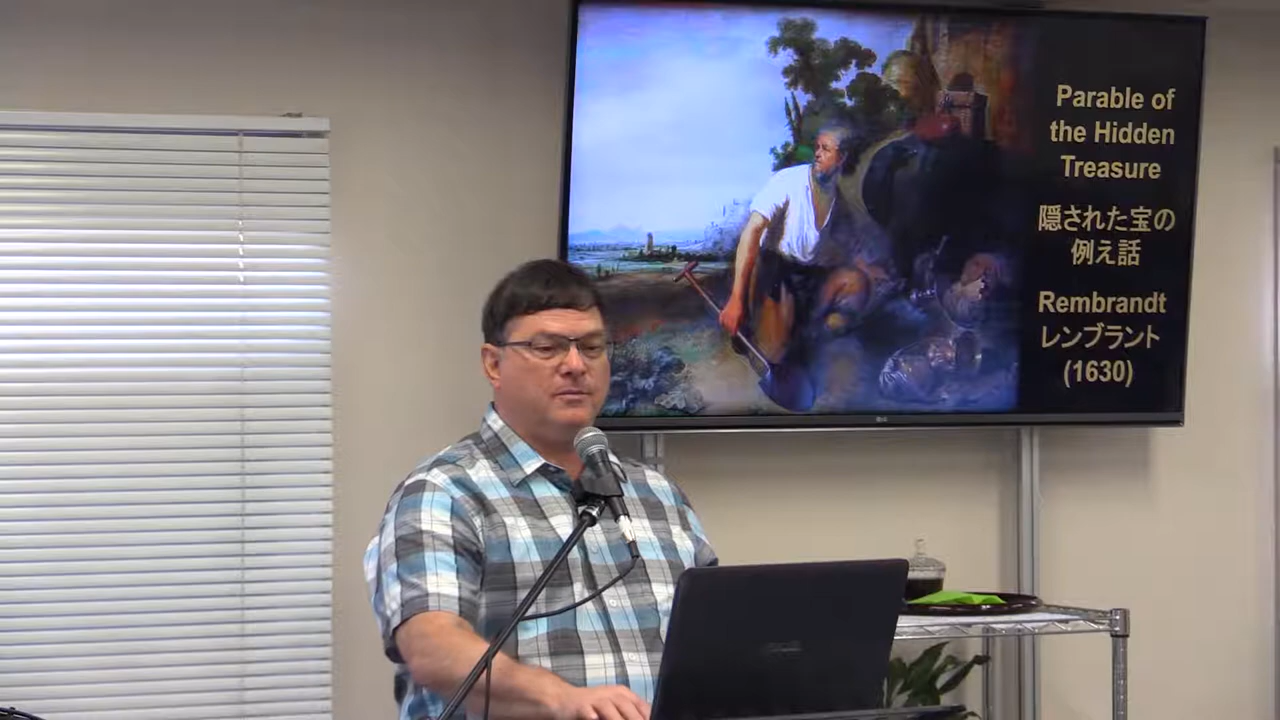 Parable of
the Hidden
Treasure
隠された宝の
例え話
Rembrandt
レンブラント
(1630)